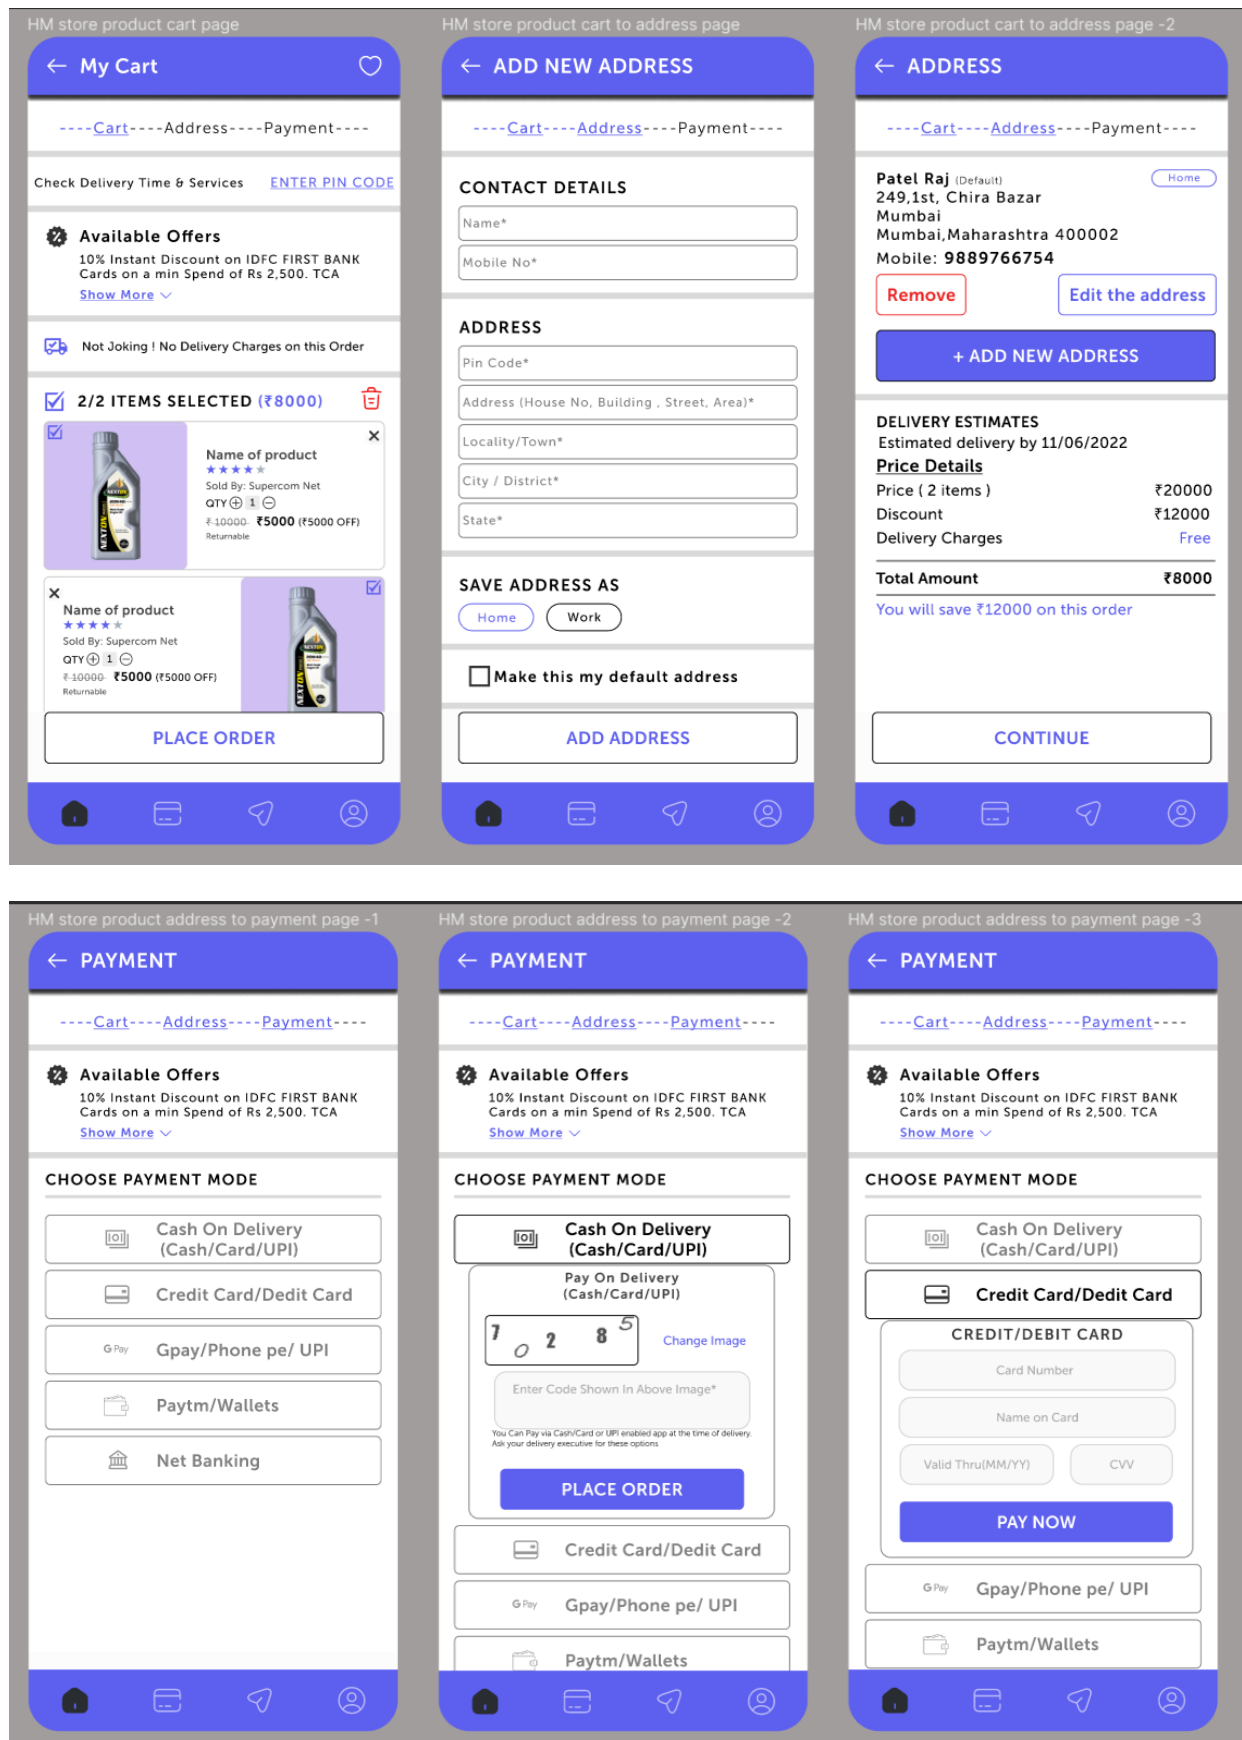 HM store product cart page
My Cart
----Cart----Address----Payment----
Check Delivery Time & Services ENTER PIN CODE
Available Offers
10% Instant Discount on IDFC FIRST BANK
Cards on a min Spend of Rs 2,500. TCA
Show More
Not Joking ! No Delivery Charges on this Order
2/2 ITEMS SELECTED (₹8000)
NEXTON
Name of product
Sold By: Supercom Net
QTY 1
₹ 10000 ₹5000 (₹5000 OFF)
Returnable
Name of product
Sold By: Supercom Net
QTY 1
₹ 10000 ₹5000 (₹5000 OFF)
Returnable
NEXTON
PLACE ORDER
HM store product cart to address page
ADD NEW ADDRESS
----Cart----Address----Payment----
CONTACT DETAILS
Name*
Mobile No*
ADDRESS
Pin Code*
Address (House No, Building , Street, Area)*
Locality/Town*
City / District*
State*
SAVE ADDRESS AS
Home Work
Make this my default address
ADD ADDRESS
HM store product cart to address page -2
ADDRESS
----Cart----Address----Payment----
Patel Raj (Default) Home
249,1st, Chira Bazar
Mumbai
Mumbai,Maharashtra 400002
Mobile: 9889766754
Remove Edit the address
+ ADD NEW ADDRESS
DELIVERY ESTIMATES
Estimated delivery by 11/06/2022
Price Details
Price ( 2 items ) ₹20000
Discount ₹12000
Delivery Charges Free
Total Amount ₹8000
You will save ₹12000 on this order
CONTINUE
HM store product address to payment page -1
PAYMENT
----Cart----Address----Payment----
Available Offers
10% Instant Discount on IDFC FIRST BANK
Cards on a min Spend of Rs 2,500. TCA
Show More
CHOOSE PAYMENT MODE
Cash On Delivery
(Cash/Card/UPI)
Credit Card/Dedit Card
G Pay Gpay/Phone pe/ UPI
Paytm/Wallets
Net Banking
HM store product address to payment page -2
PAYMENT
----Cart----Address----Payment----
Available Offers
10% Instant Discount on IDFC FIRST BANK
Cards on a min Spend of Rs 2,500. TCA
Show More
CHOOSE PAYMENT MODE
Cash On Delivery
(Cash/Card/UPI)
Pay On Delivery
(Cash/Card/UPI)
7 0 2 8 5 Change Image
Enter Code Shown In Above Image*
You Can Pay via Cash/Card or UPI enabled app at the time of delivery.
Ask your delivery executive for these options
PLACE ORDER
Credit Card/Dedit Card
G Pay Gpay/Phone pe/ UPI
Paytm/Wallets
HM store product address to payment page -3
PAYMENT
----Cart----Address----Payment----
Available Offers
10% Instant Discount on IDFC FIRST BANK
Cards on a min Spend of Rs 2,500. TCA
Show More
CHOOSE PAYMENT MODE
Cash On Delivery
(Cash/Card/UPI)
Credit Card/Dedit Card
CREDIT/DEBIT CARD
Card Number
Name on Card
Valid Thru(MM/YY) CVV
PAY NOW
G Pay Gpay/Phone pe/ UPI
Paytm/Wallets